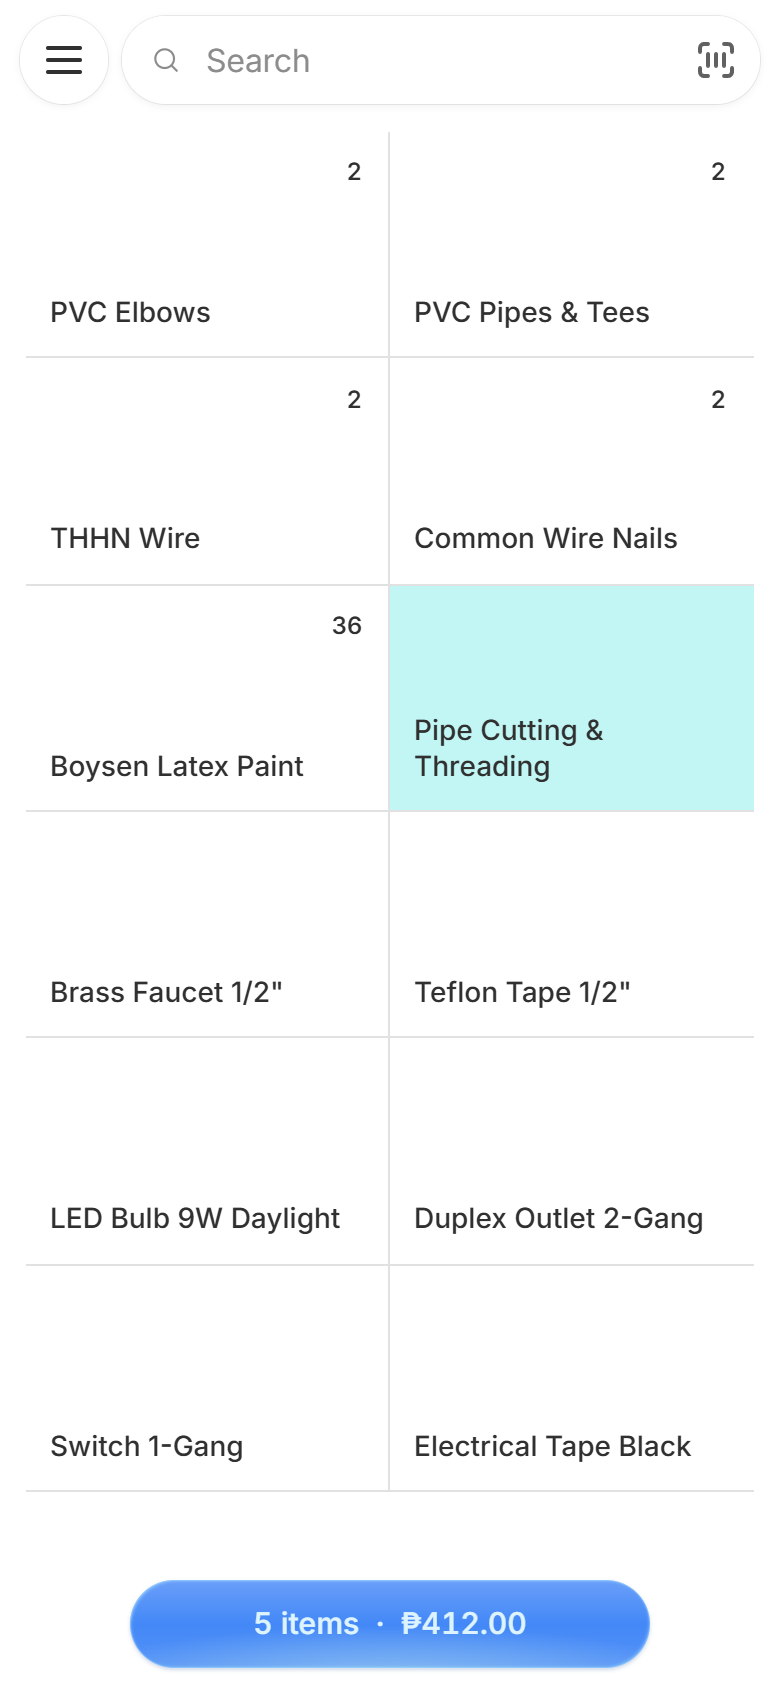 Search
2
2
PVC Elbows
PVC Pipes & Tees
2
2
THHN Wire
Common Wire Nails
36
Boysen Latex Paint
Pipe Cutting &
Threading
Brass Faucet 1/2"
Teflon Tape 1/2"
LED Bulb 9W Daylight
Duplex Outlet 2-Gang
Switch 1-Gang
Electrical Tape Black
5 items · ₱412.00